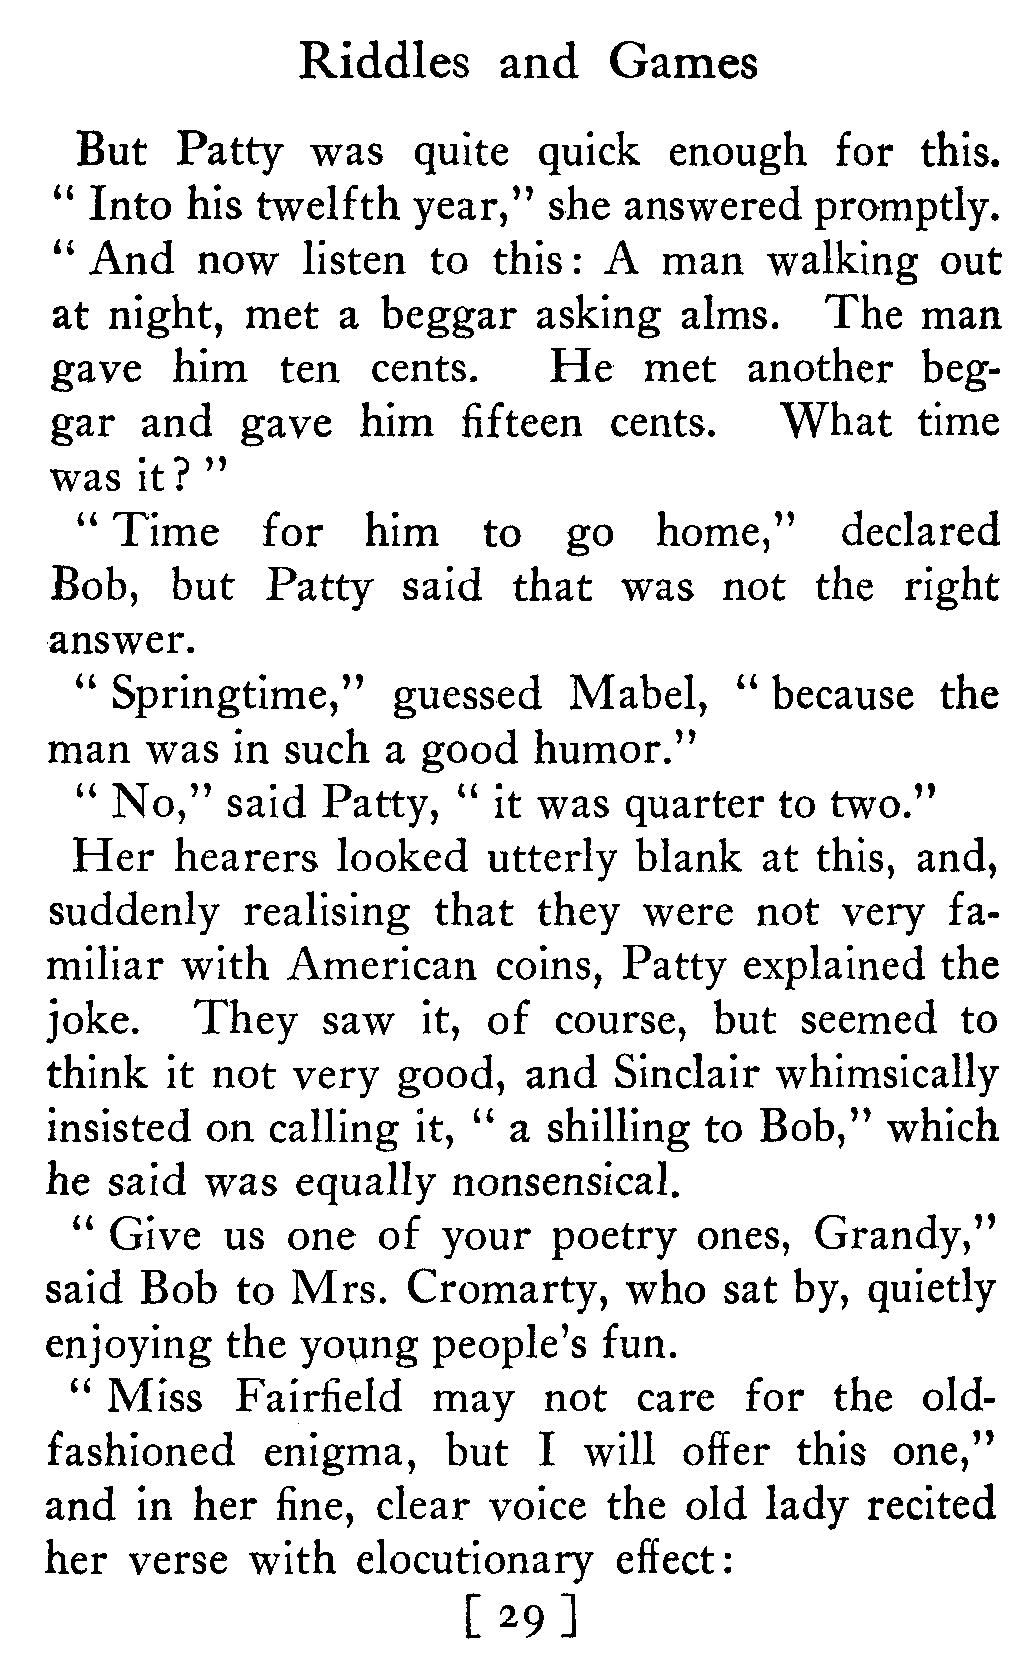 Riddles and Games
But Patty was quite quick enough for this.
“ Into his twelfth year,” she answered promptly.
“ And now listen to this: A man walking out
at night, met a beggar asking alms. The man
gave him ten cents. He met another beg-
gar and gave him fifteen cents. What time
was it? ”
“ Time for him to go home,” declared
Bob, but Patty said that was not the right
answer.
“ Springtime,” guessed Mabel, “ because the
man was in such a good humor.”
“ No,” said Patty, “ it was quarter to two.”
Her hearers looked utterly blank at this, and,
suddenly realising that they were not very fa-
miliar with American coins, Patty explained the
joke. They saw it, of course, but seemed to
think it not very good, and Sinclair whimsically
insisted on calling it, “ a shilling to Bob,” which
he said was equally nonsensical.
“ Give us one of your poetry ones, Grandy,”
said Bob to Mrs. Cromarty, who sat by, quietly
enjoying the young people’s fun.
“ Miss Fairfield may not care for the old-
fashioned enigma, but I will offer this one,”
and in her fine, clear voice the old lady recited
her verse with elocutionary effect:
[ 29 ]